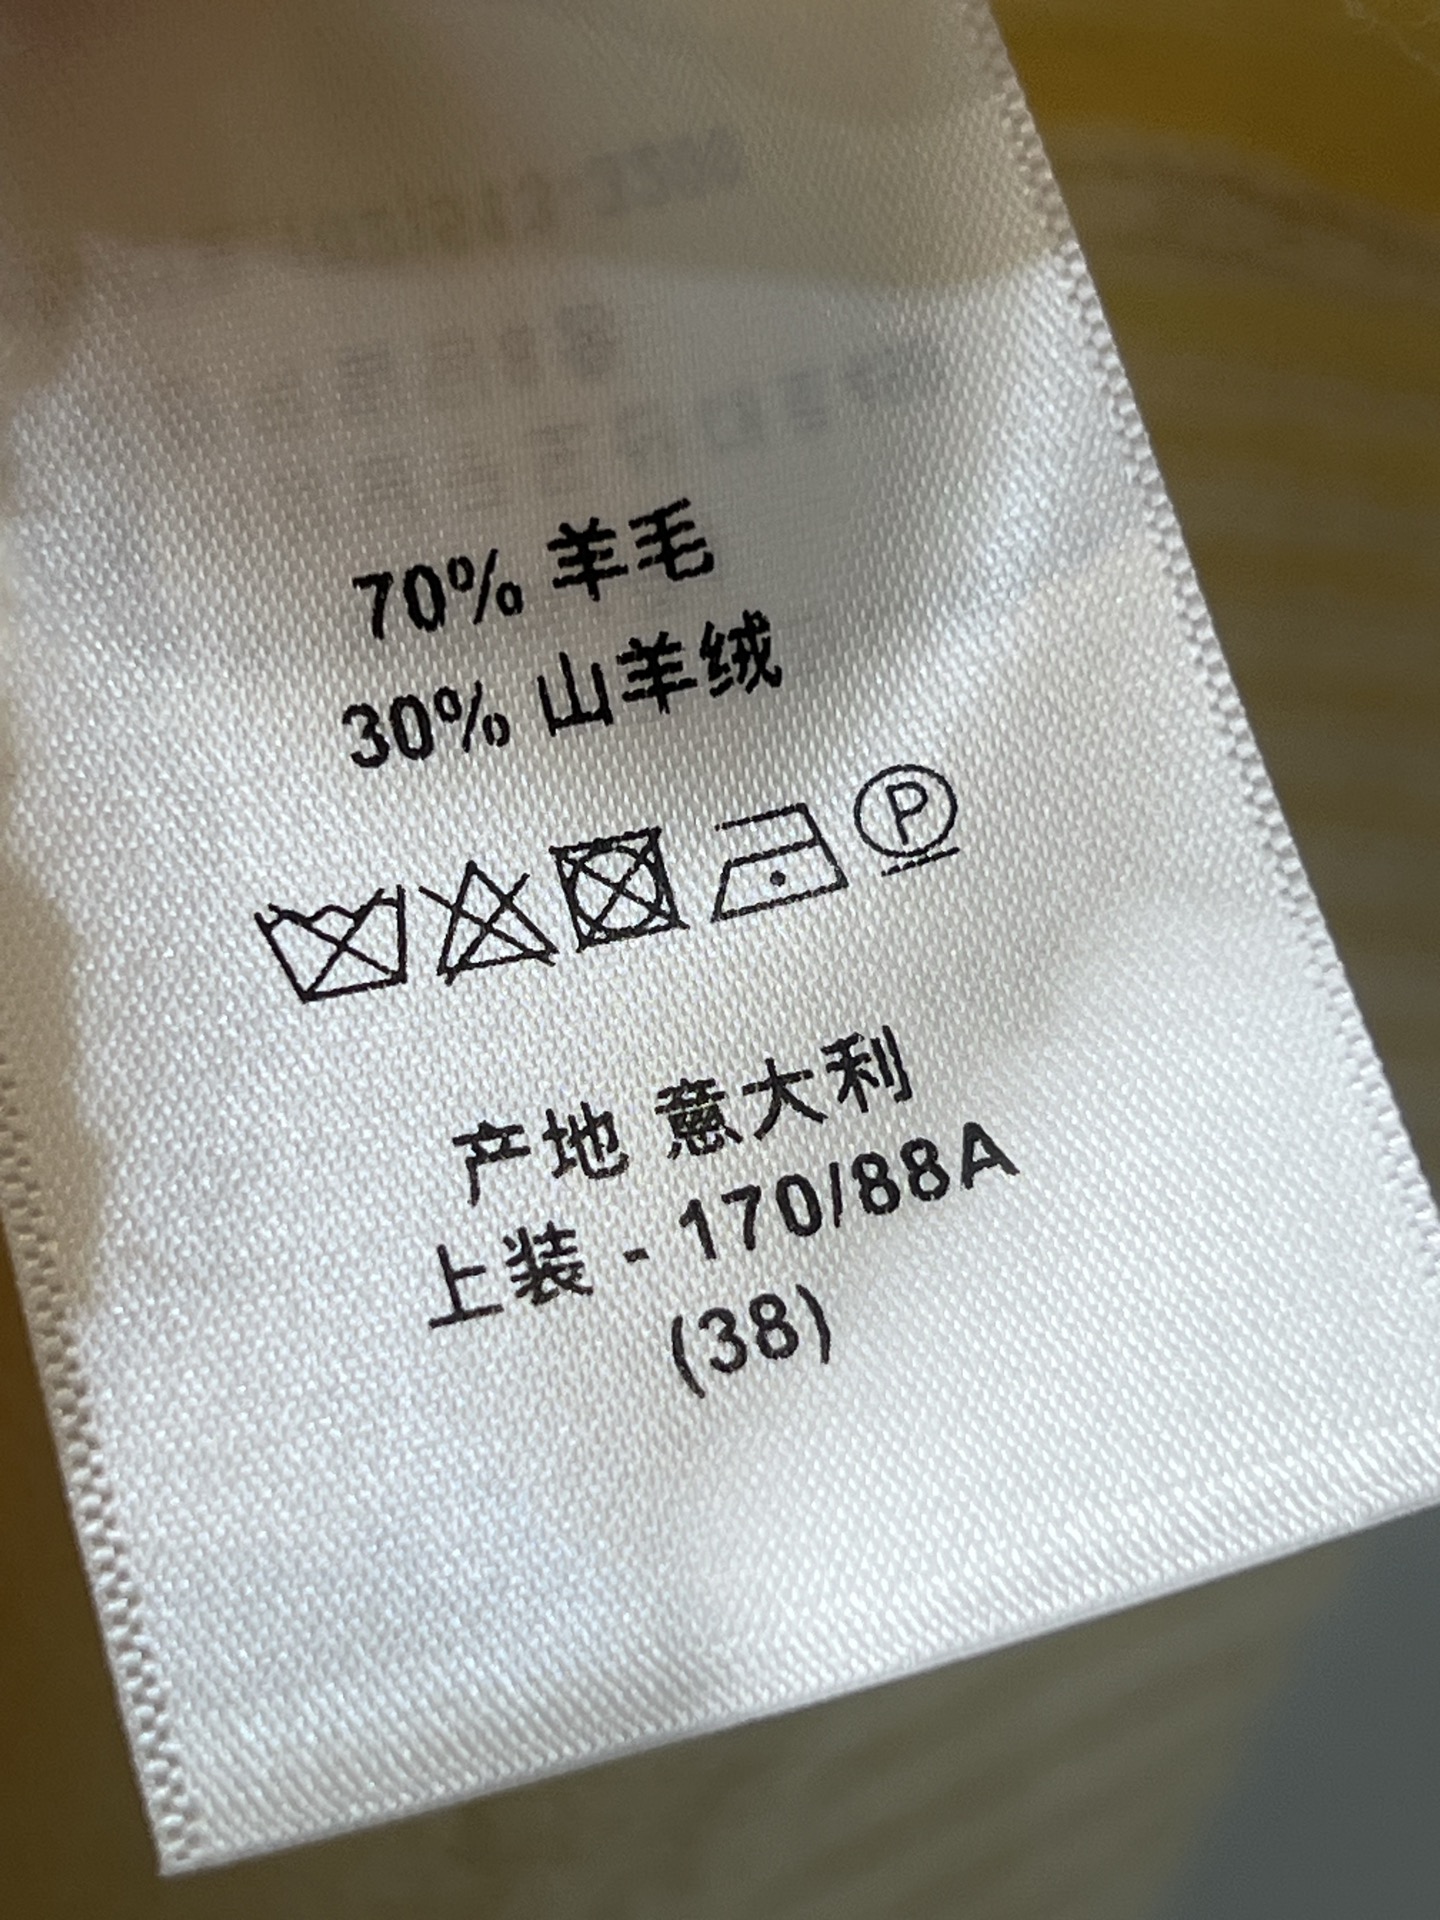 70% 羊毛
30% 山羊绒
P
产地 意大利
上装 - 170/88A
(38)